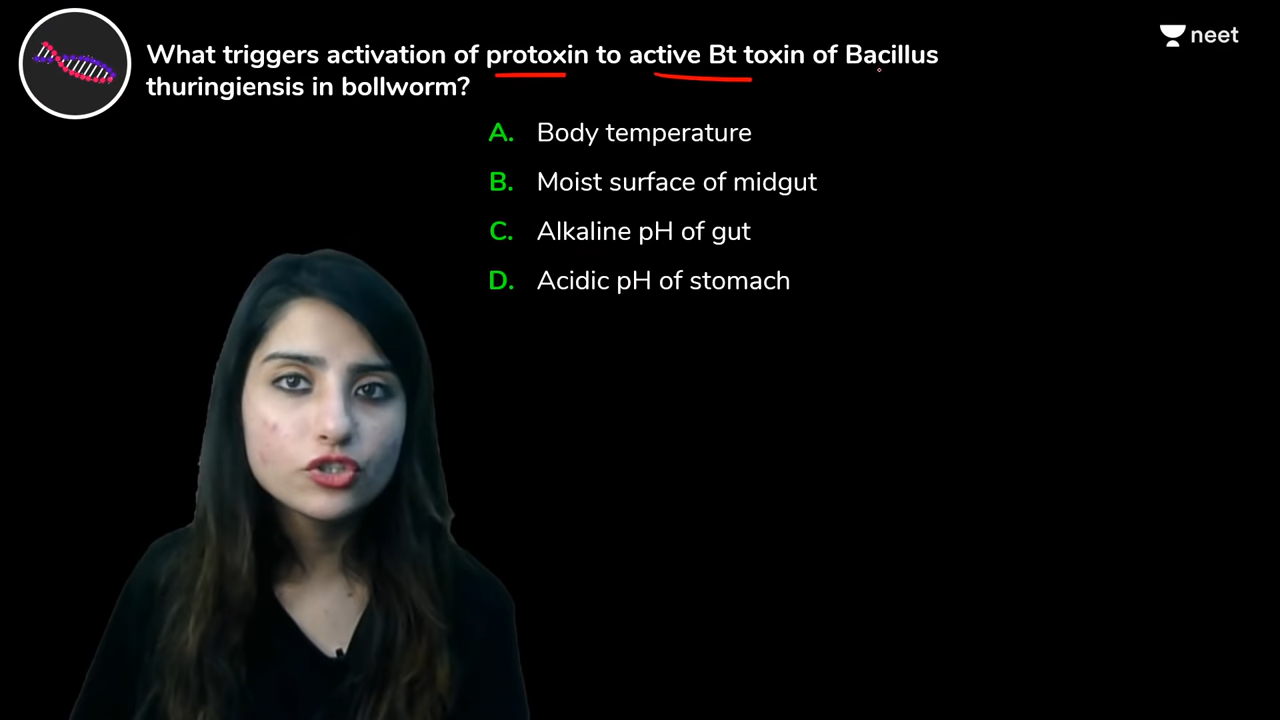 What triggers activation of protoxin to active Bt toxin of Bacillus
thuringiensis in bollworm?
neet
A. Body temperature
B. Moist surface of midgut
C. Alkaline pH of gut
D. Acidic pH of stomach